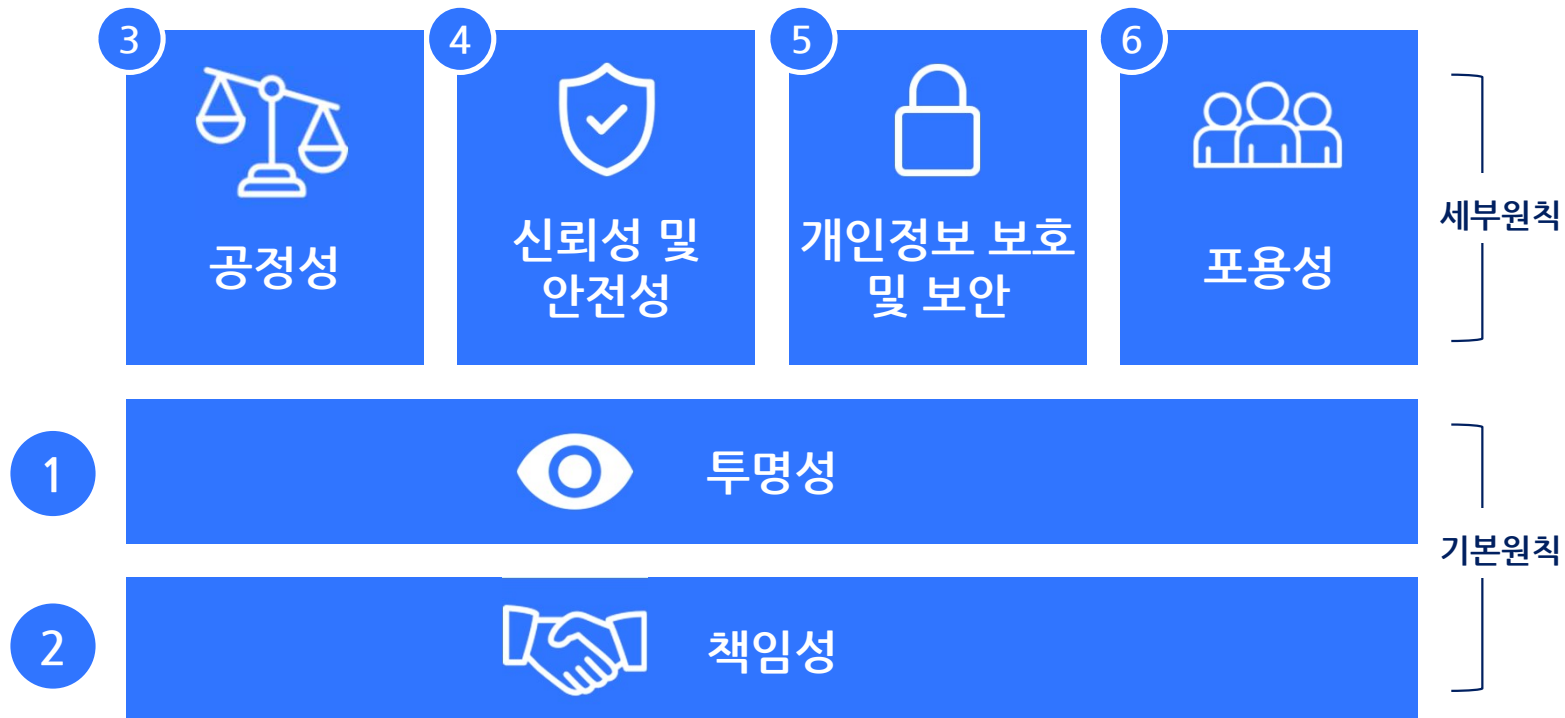 3
공정성
4
신뢰성 및
안전성
5
개인정보 보호
및 보안
6
포용성
세부원칙
1
투명성
2
책임성
기본원칙